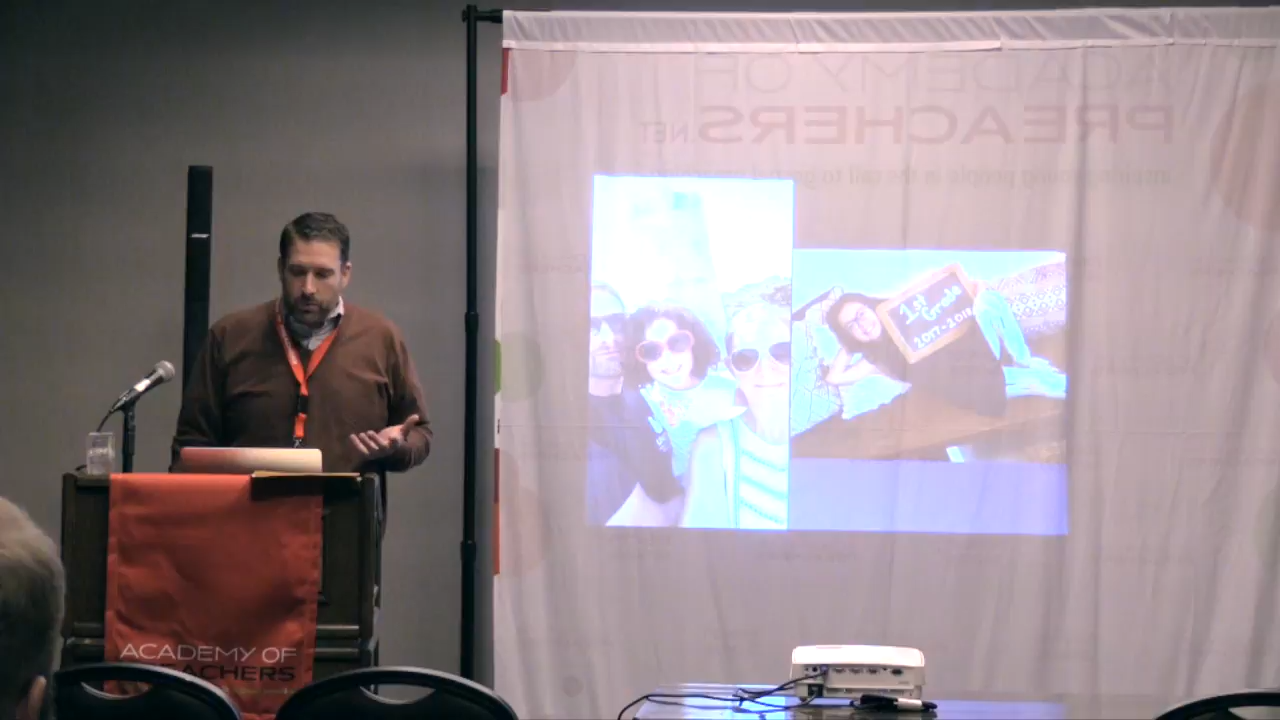 ACADEMY OF
PREACHERS.NET
1st
Grade
2017-2018
ACADEMY OF
PREACHERS